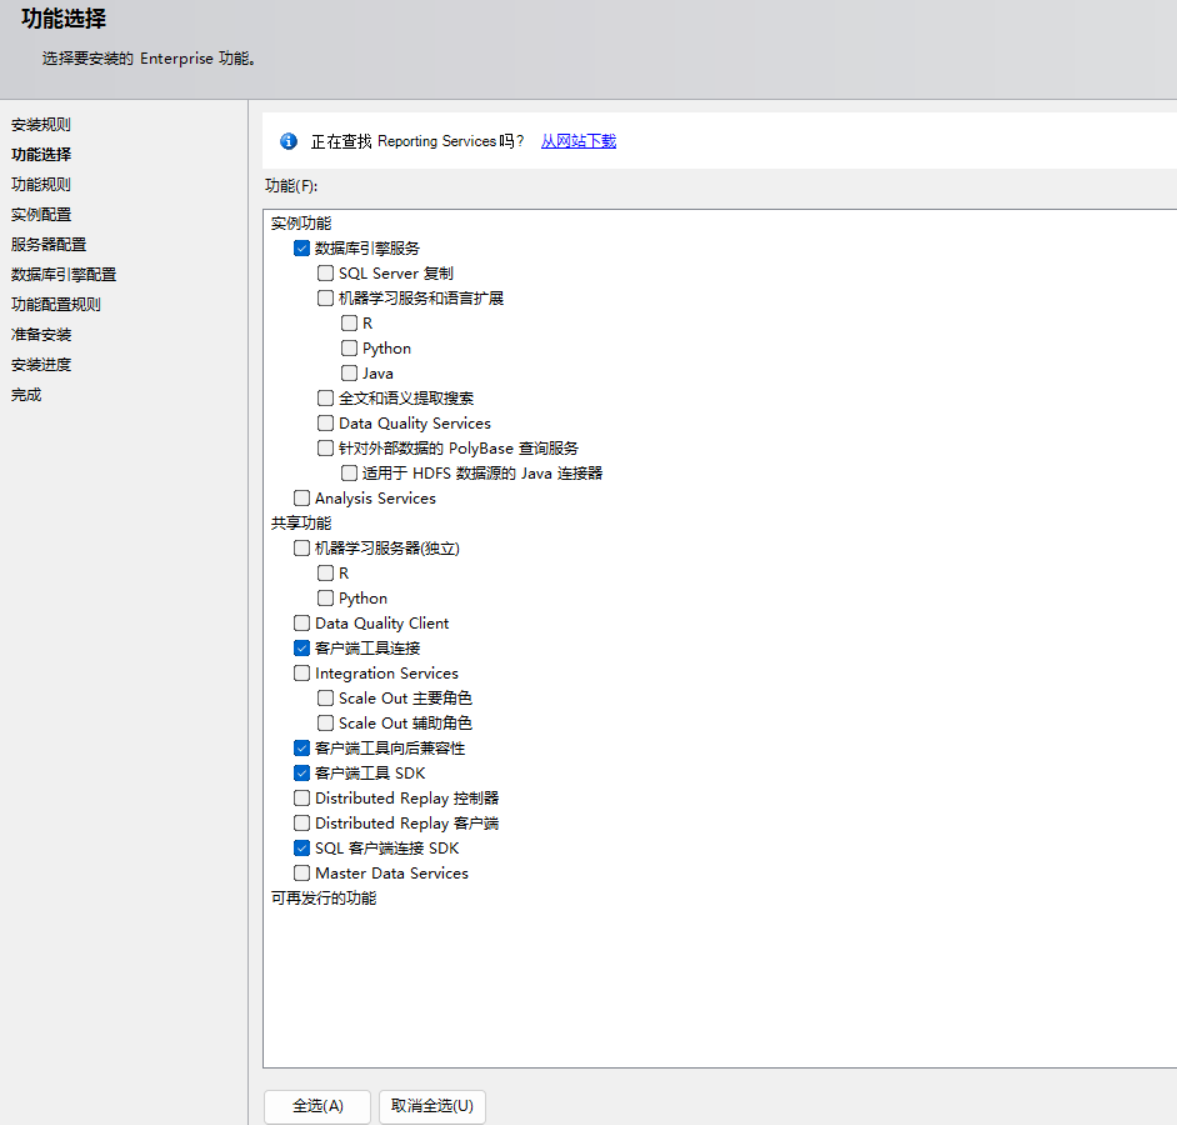 功能选择
选择要安装的 Enterprise 功能。
安装规则
功能选择
功能规则
实例配置
服务器配置
数据库引擎配置
功能配置规则
准备安装
安装进度
完成
正在查找 Reporting Services吗? 从网站下载
功能(F):
实例功能
数据库引擎服务
SQL Server 复制
机器学习服务和语言扩展
R
Python
Java
全文和语义提取搜索
Data Quality Services
针对外部数据的 PolyBase 查询服务
适用于 HDFS 数据源的 Java 连接器
Analysis Services
共享功能
机器学习服务器(独立)
R
Python
Data Quality Client
客户端工具连接
Integration Services
Scale Out 主要角色
Scale Out 辅助角色
客户端工具向后兼容性
客户端工具 SDK
Distributed Replay 控制器
Distributed Replay 客户端
SQL 客户端连接 SDK
Master Data Services
可再发行的功能
全选(A) 取消全选(U)